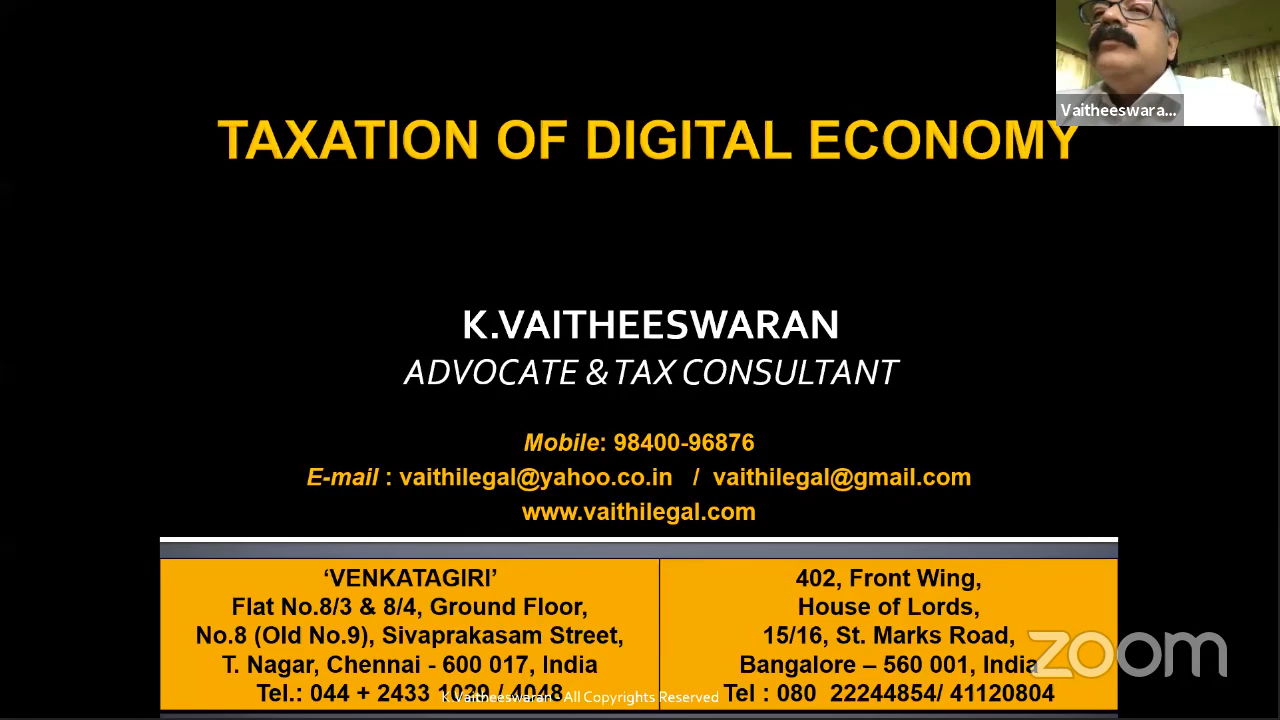 Vaitheeswara...
TAXATION OF DIGITAL ECONOMY
K.VAITHEESWARAN
ADVOCATE & TAX CONSULTANT
Mobile: 98400-96876
E-mail : vaithilegal@yahoo.co.in / vaithilegal@gmail.com
www.vaithilegal.com
‘VENKATAGIRI’
Flat No.8/3 & 8/4, Ground Floor,
No.8 (Old No.9), Sivaprakasam Street,
T. Nagar, Chennai - 600 017, India
Tel.: 044 + 2433 1029 / 4048
402, Front Wing,
House of Lords,
15/16, St. Marks Road,
Bangalore – 560 001, India
Tel : 080 22244854/ 41120804
K.Vaitheeswaran - All Copyrights Reserved
zoom